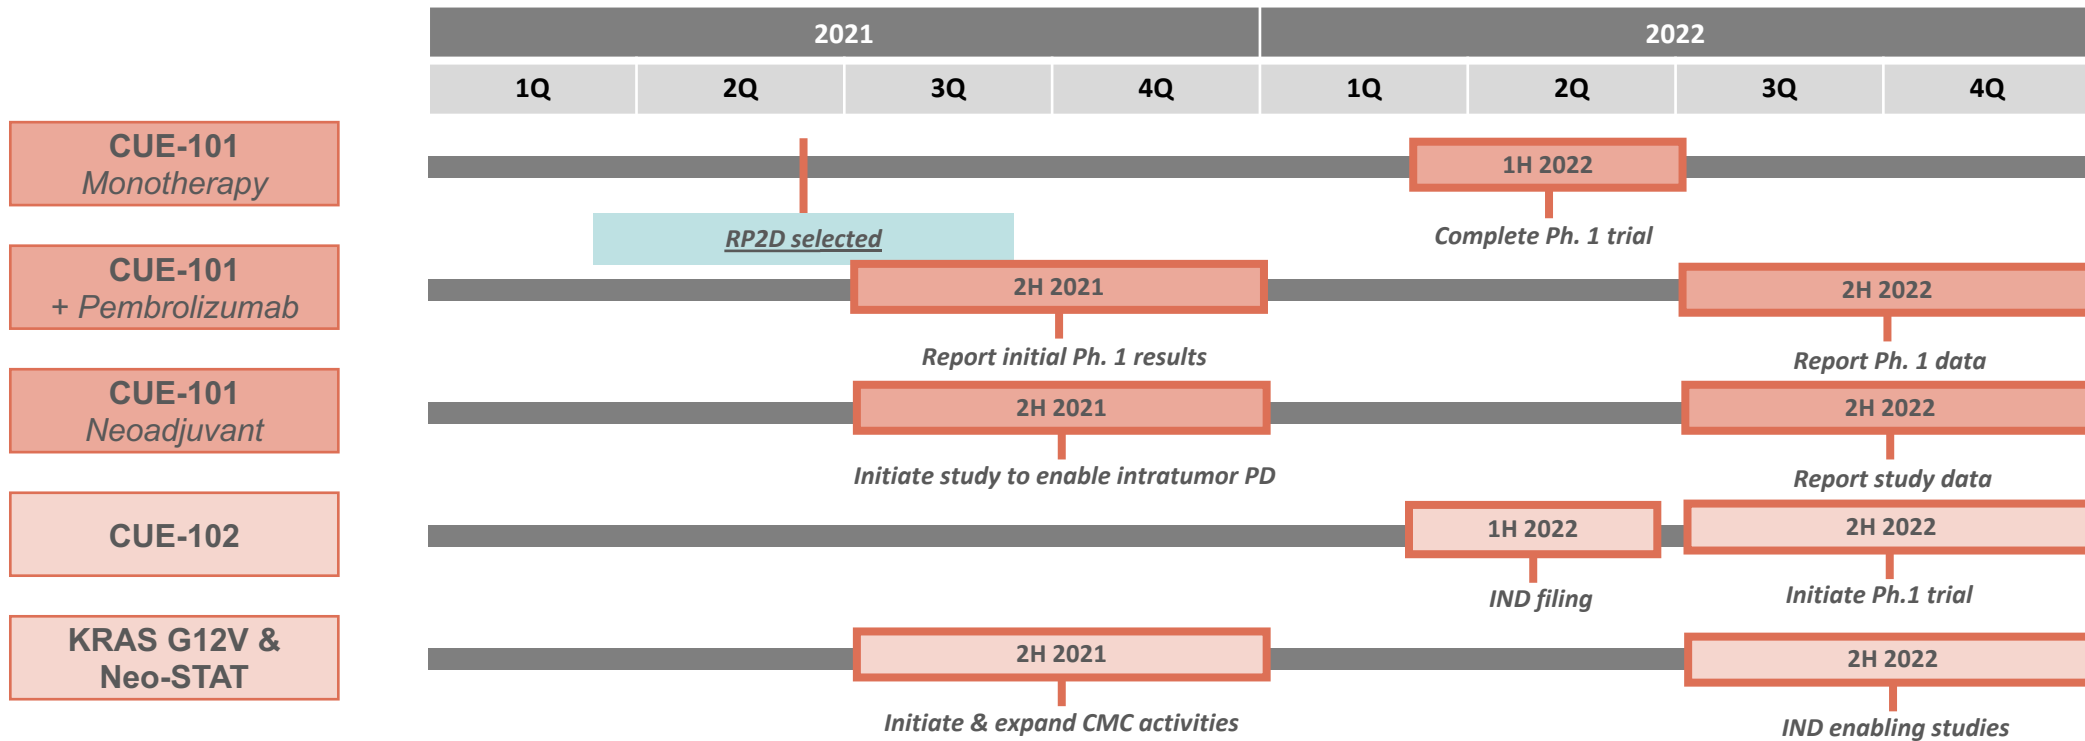 2021
2022
1Q
2Q
3Q
4Q
1Q
2Q
3Q
4Q
CUE-101
Monotherapy
1H 2022
RP2D selected
Complete Ph. 1 trial
CUE-101
+ Pembrolizumab
2H 2021
2H 2022
Report initial Ph. 1 results
Report Ph. 1 data
CUE-101
Neoadjuvant
2H 2021
2H 2022
Initiate study to enable intratumor PD
Report study data
CUE-102
1H 2022
2H 2022
IND filing
Initiate Ph.1 trial
KRAS G12V &
Neo-STAT
2H 2021
2H 2022
Initiate & expand CMC activities
IND enabling studies